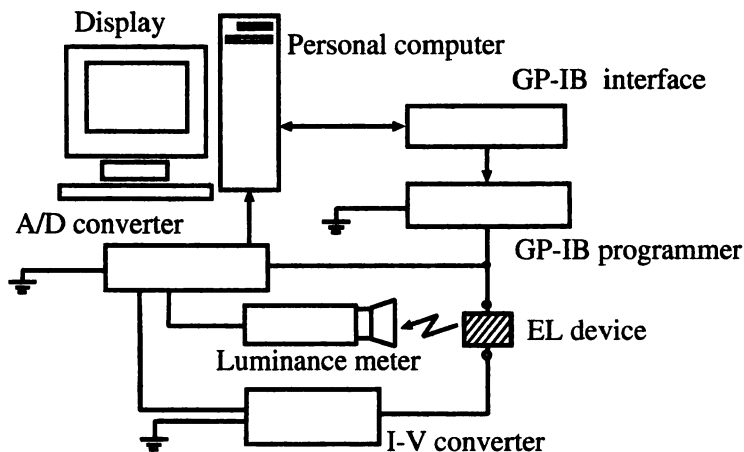 Display
Personal computer
GP-IB interface
A/D converter
GP-IB programmer
EL device
Luminance meter
I-V converter